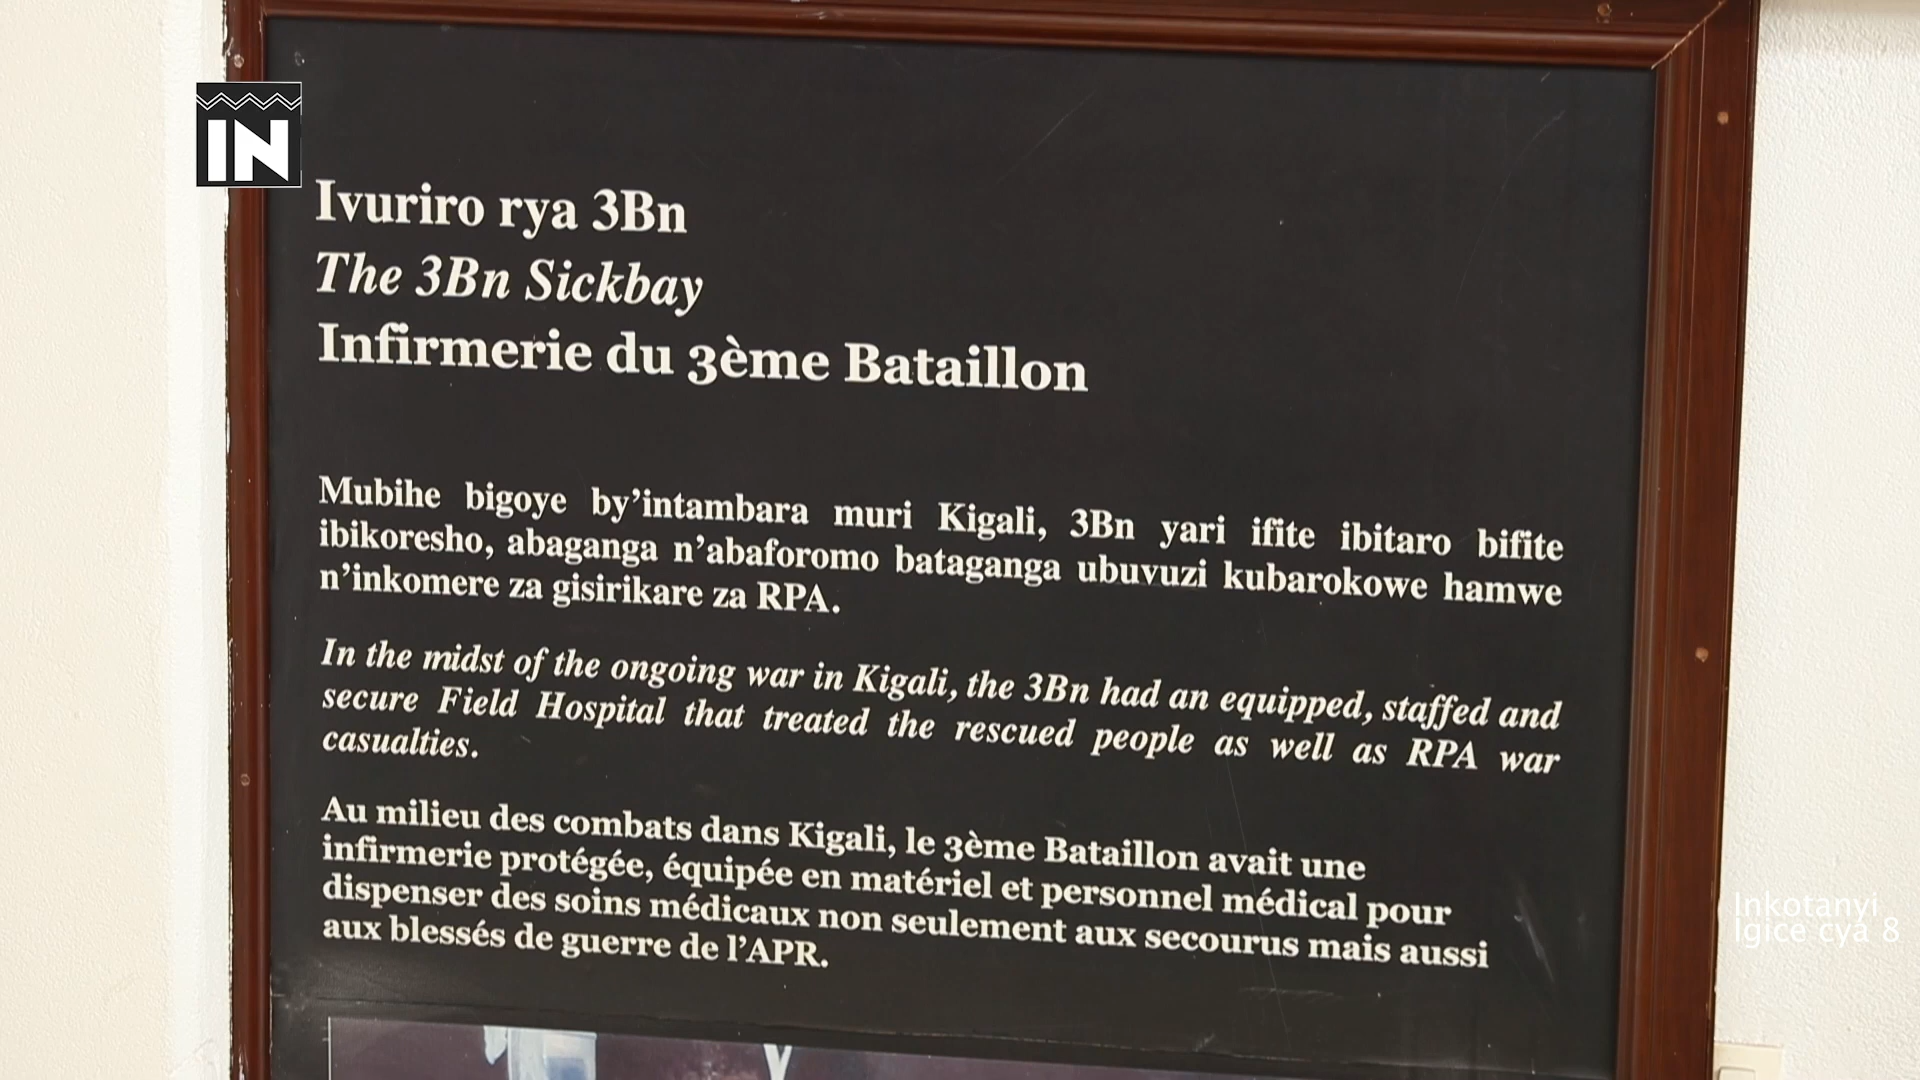 IN
Ivuriro rya 3Bn
The 3Bn Sickbay
Infirmerie du 3ème Bataillon
Mubihe bigoye by'intambara muri Kigali, 3Bn yari ifite ibitaro bifite
ibikoresho, abaganga n'abaforomo bataganga ubuvuzi kubarokowe hamwe
n'inkomere za gisirikare za RPA.
In the midst of the ongoing war in Kigali, the 3Bn had an equipped, staffed and
secure Field Hospital that treated the rescued people as well as RPA war
casualties.
Au milieu des combats dans Kigali, le 3ème Bataillon avait une
infirmerie protégée, équipée en matériel et personnel médical pour
dispenser des soins médicaux non seulement aux secourus mais aussi
aux blessés de guerre de l'APR.
Inkotanyi
Igice cya 8